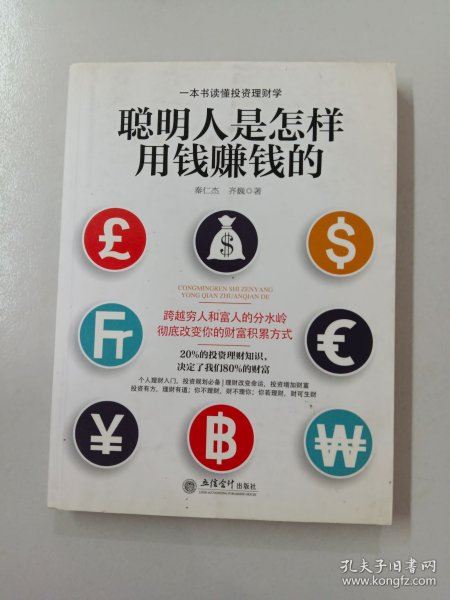 一本书读懂投资理财学
聪明人是怎样
用钱赚钱的
秦仁杰 齐巍◎著
£
$
$
CONGMINGREN SHI ZENYANG
YONG QIAN ZHUANQIAN DE
跨越穷人和富人的分水岭
彻底改变你的财富积累方式
20%的投资理财知识,
决定了我们80%的财富
€
个人理财入门,投资规划必备|理财改变命运,投资增加财富
投资有方,理财有道;你不理财,财不理你;你若理财,财可生财
¥
฿
₩
立信会计出版社
LIXIN ACCOUNTING PUBLISHING HOUSE
孔夫子旧书网
www.kongfz.com